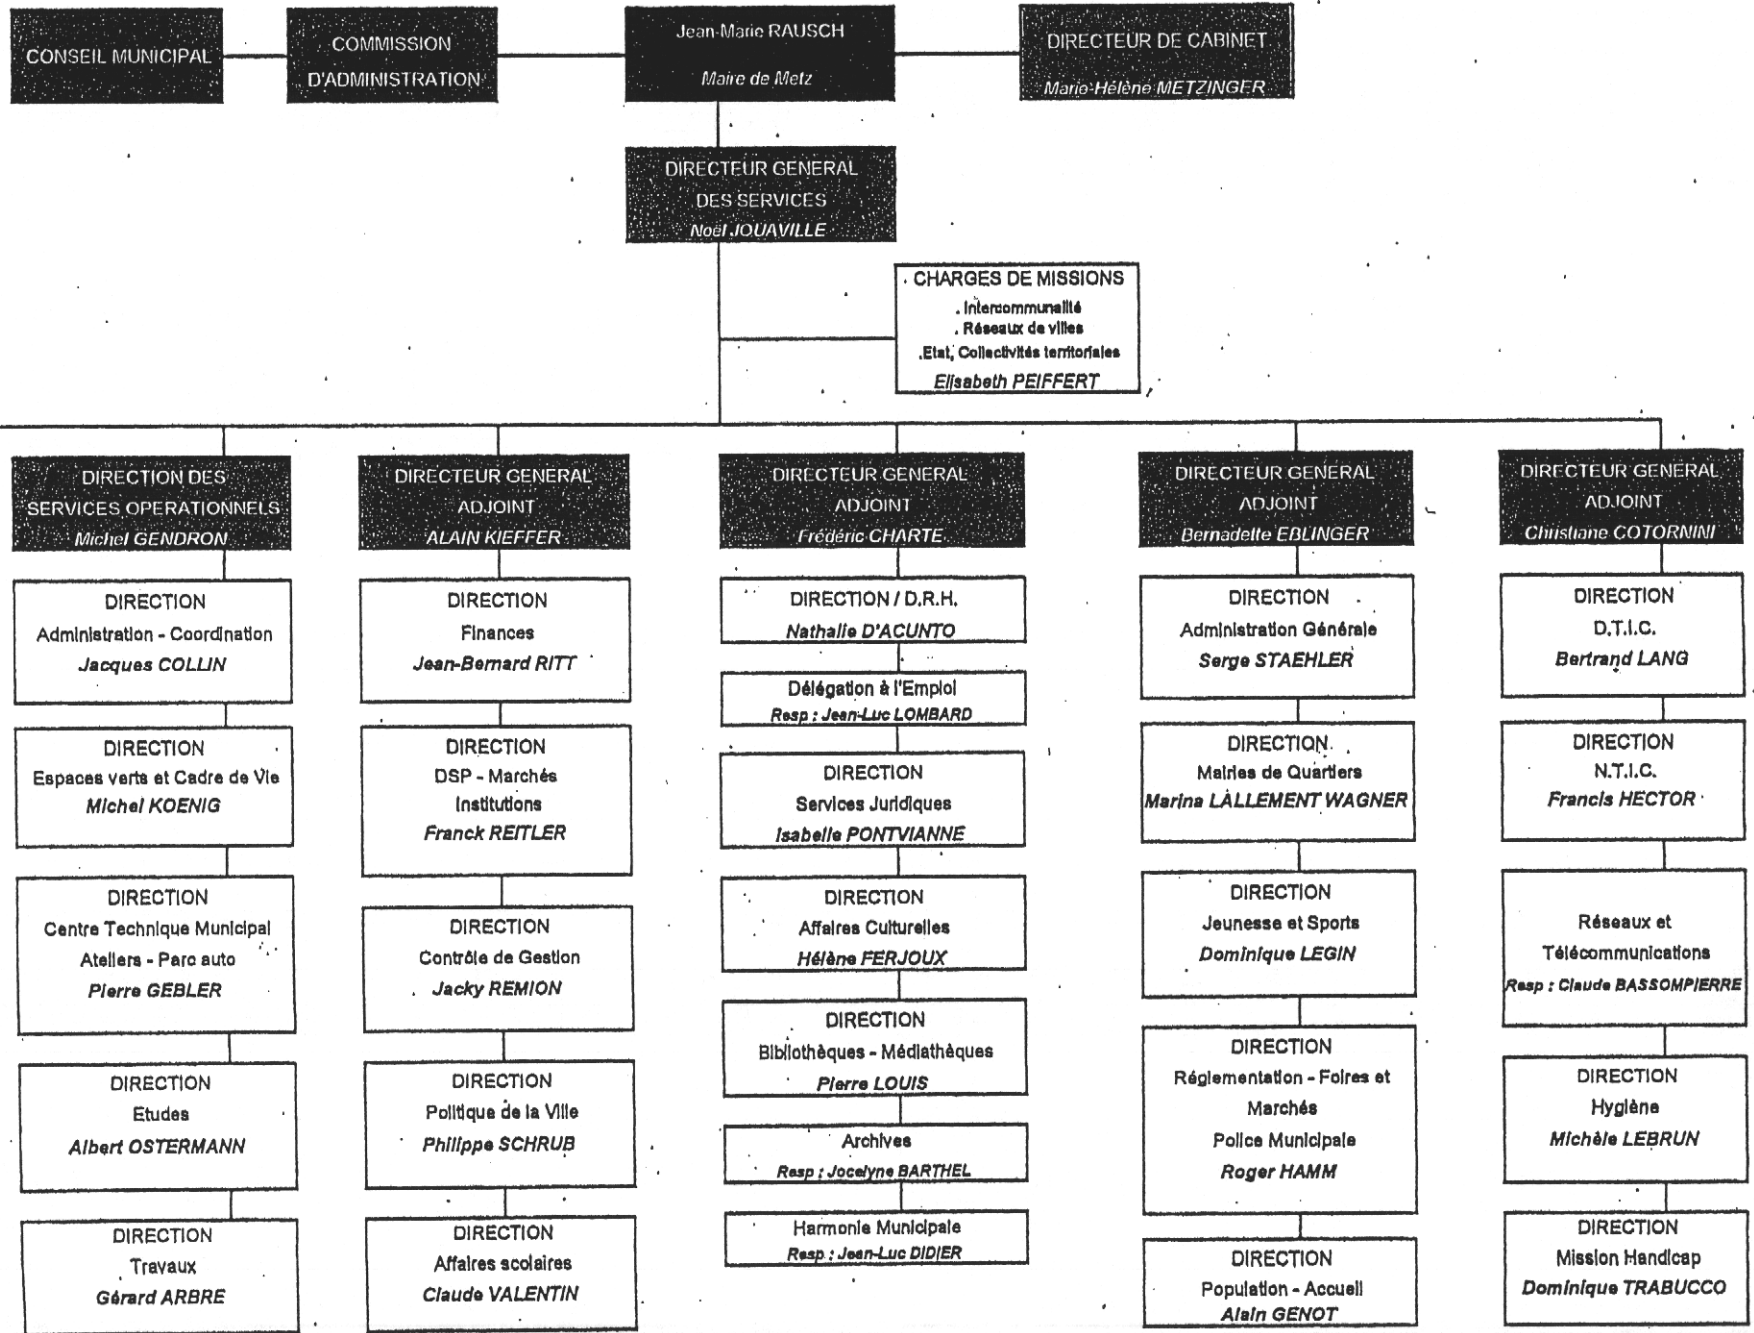 CONSEIL MUNICIPAL
COMMISSION
D'ADMINISTRATION
Jean-Marie RAUSCH
Maire de Metz
DIRECTEUR DE CABINET
Marie-Hélène METZINGER
DIRECTEUR GENERAL
DES SERVICES
Noël JOUAVILLE
CHARGES DE MISSIONS
. Intercommunalité
. Réseaux de villes
.Etat, Collectivités territoriales
Elisabeth PEIFFERT
DIRECTION DES
SERVICES OPERATIONNELS
Michel GENDRON
DIRECTION
Administration - Coordination
Jacques COLLIN
DIRECTION
Espaces verts et Cadre de Vie
Michel KOENIG
DIRECTION
Centre Technique Municipal
Ateliers - Parc auto
Pierre GEBLER
DIRECTION
Etudes
Albert OSTERMANN
DIRECTION
Travaux
Gérard ARBRE
DIRECTEUR GENERAL
ADJOINT
ALAIN KIEFFER
DIRECTION
Finances
Jean-Bernard RITT
DIRECTION
DSP - Marchés
Institutions
Franck REITLER
DIRECTION
Contrôle de Gestion
Jacky REMION
DIRECTION
Politique de la Ville
Philippe SCHRUB
DIRECTION
Affaires scolaires
Claude VALENTIN
DIRECTEUR GENERAL
ADJOINT
Frédéric CHARTE
DIRECTION / D.R.H.
Nathalie D'ACUNTO
Délégation à l'Emploi
Resp : Jean-Luc LOMBARD
DIRECTION
Services Juridiques
Isabelle PONTVIANNE
DIRECTION
Affaires Culturelles
Hélène FERJOUX
DIRECTION
Bibliothèques - Médiathèques
Pierre LOUIS
Archives
Resp : Jocelyne BARTHEL
Harmonie Municipale
Resp : Jean-Luc DIDIER
DIRECTEUR GENERAL
ADJOINT
Bernadette EBLINGER
DIRECTION
Administration Générale
Serge STAEHLER
DIRECTION
Mairies de Quartiers
Marina LALLEMENT WAGNER
DIRECTION
Jeunesse et Sports
Dominique LEGIN
DIRECTION
Réglementation - Foires et
Marchés
Police Municipale
Roger HAMM
DIRECTION
Population - Accueil
Alain GENOT
DIRECTEUR GENERAL
ADJOINT
Christiane COTORNINI
DIRECTION
D.T.I.C.
Bertrand LANG
DIRECTION
N.T.I.C.
Francis HECTOR
Réseaux et
Télécommunications
Resp : Claude BASSOMPIERRE
DIRECTION
Hygiène
Michèle LEBRUN
DIRECTION
Mission Handicap
Dominique TRABUCCO